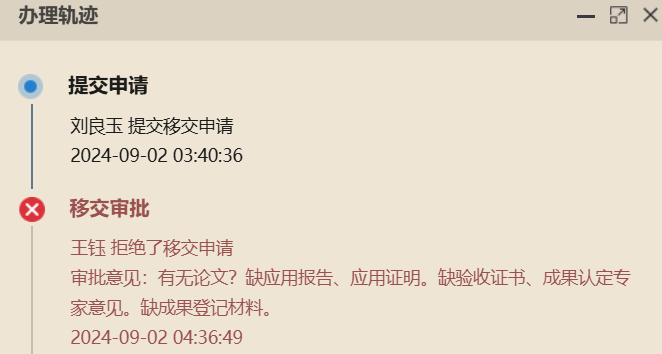 办理轨迹
提交申请
刘良玉 提交移交申请
2024-09-02 03:40:36
移交审批
王钰 拒绝了移交申请
审批意见：有无论文？缺应用报告、应用证明。缺验收证书、成果认定专
家意见。缺成果登记材料。
2024-09-02 04:36:49